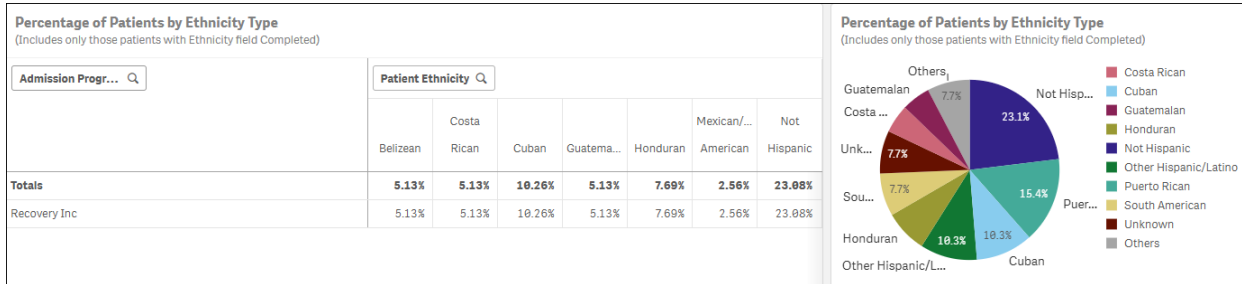 Percentage of Patients by Ethnicity Type
(Includes only those patients with Ethnicity field Completed)
Admission Progr...
Patient Ethnicity
Belizean
Costa
Rican
Cuban
Guatema...
Honduran
Mexican/...
American
Not
Hispanic
Totals 5.13% 5.13% 10.26% 5.13% 7.69% 2.56% 23.08%
Recovery Inc 5.13% 5.13% 10.26% 5.13% 7.69% 2.56% 23.08%
Percentage of Patients by Ethnicity Type
(Includes only those patients with Ethnicity field Completed)
Others
Guatemalan
Costa ...
Unk...
Sou...
Honduran
Other Hispanic/L...
Cuban
Puer...
Not Hisp...
7.7%
23.1%
7.7%
7.7%
15.4%
10.3%
10.3%
Costa Rican
Cuban
Guatemalan
Honduran
Not Hispanic
Other Hispanic/Latino
Puerto Rican
South American
Unknown
Others